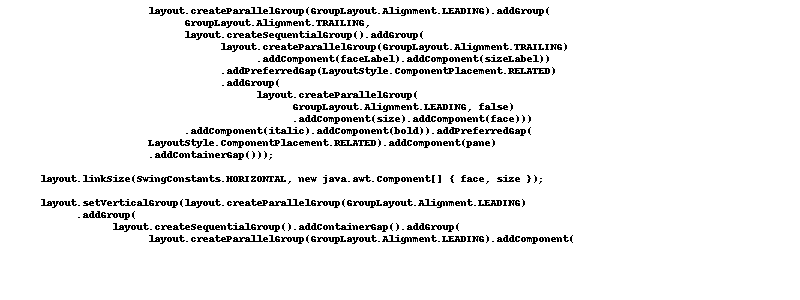 layout.createParallelGroup(GroupLayout.Alignment.LEADING).addGroup(
GroupLayout.Alignment.TRAILING,
layout.createSequentialGroup().addGroup(
layout.createParallelGroup(GroupLayout.Alignment.TRAILING)
.addComponent(faceLabel).addComponent(sizeLabel))
.addPreferredGap(LayoutStyle.ComponentPlacement.RELATED)
.addGroup(
layout.createParallelGroup(
GroupLayout.Alignment.LEADING, false)
.addComponent(size).addComponent(face)))
.addComponent(italic).addComponent(bold)).addPreferredGap(
LayoutStyle.ComponentPlacement.RELATED).addComponent(pane)
.addContainerGap()));
layout.linkSize(SwingConstants.HORIZONTAL, new java.awt.Component[] { face, size });
layout.setVerticalGroup(layout.createParallelGroup(GroupLayout.Alignment.LEADING)
.addGroup(
layout.createSequentialGroup().addContainerGap().addGroup(
layout.createParallelGroup(GroupLayout.Alignment.LEADING).addComponent(